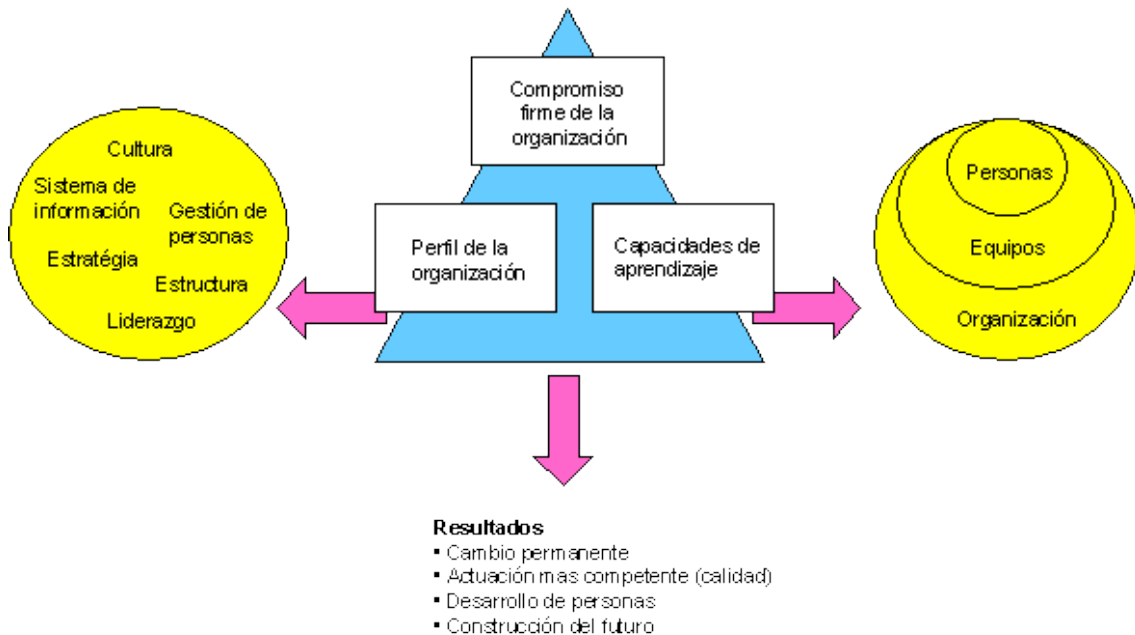 Compromiso
firme de la
organización
Cultura
Sistema de
información
Gestión de
personas
Estratégia
Estructura
Liderazgo
Perfil de la
organización
Capacidades de
aprendizaje
Personas
Equipos
Organización
Resultados
▪ Cambio permanente
▪ Actuación mas competente (calidad)
▪ Desarrollo de personas
▪ Construcción del futuro